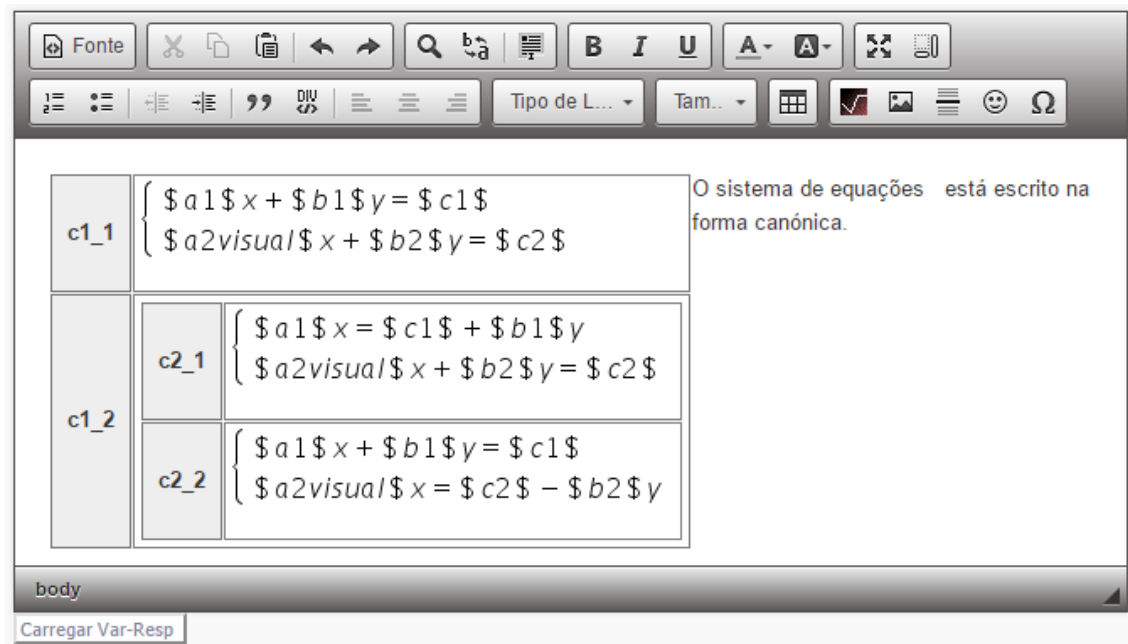 Fonte
B I U A A
Tipo de L... Tam.. Ω
c1_1
$a1$x + $b1$y = $c1$
$a2visual$x + $b2$y = $c2$
O sistema de equações está escrito na
forma canónica.
c1_2
c2_1
$a1$x = $c1$ + $b1$y
$a2visual$x + $b2$y = $c2$
c2_2
$a1$x + $b1$y = $c1$
$a2visual$x = $c2$ − $b2$y
body
Carregar Var-Resp